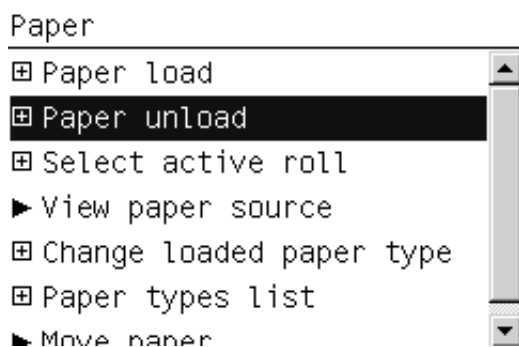 Paper
Paper load
Paper unload
Select active roll
View paper source
Change loaded paper type
Paper types list
Move paper